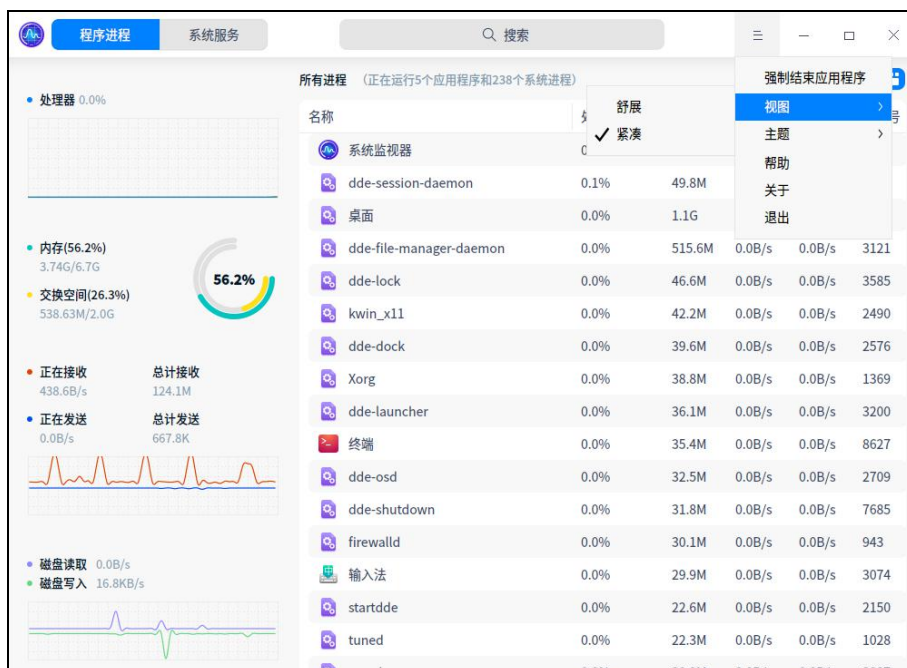 程序进程 系统服务 搜索
所有进程 (正在运行5个应用程序和238个系统进程)
强制结束应用程序
视图
主题
帮助
关于
退出
舒展
紧凑
处理器 0.0%
内存(56.2%)
3.74G/6.7G
交换空间(26.3%)
538.63M/2.0G
56.2%
正在接收 总计接收
438.6B/s 124.1M
正在发送 总计发送
0.0B/s 667.8K
磁盘读取 0.0B/s
磁盘写入 16.8KB/s
名称 号
系统监视器
dde-session-daemon 0.1% 49.8M
桌面 0.0% 1.1G
dde-file-manager-daemon 0.0% 515.6M 0.0B/s 0.0B/s 3121
dde-lock 0.0% 46.6M 0.0B/s 0.0B/s 3585
kwin_x11 0.0% 42.2M 0.0B/s 0.0B/s 2490
dde-dock 0.0% 39.6M 0.0B/s 0.0B/s 2576
Xorg 0.0% 38.8M 0.0B/s 0.0B/s 1369
dde-launcher 0.0% 36.1M 0.0B/s 0.0B/s 3200
终端 0.0% 35.4M 0.0B/s 0.0B/s 8627
dde-osd 0.0% 32.5M 0.0B/s 0.0B/s 2709
dde-shutdown 0.0% 31.8M 0.0B/s 0.0B/s 7685
firewalld 0.0% 30.1M 0.0B/s 0.0B/s 943
输入法 0.0% 29.9M 0.0B/s 0.0B/s 3074
startdde 0.0% 22.6M 0.0B/s 0.0B/s 2150
tuned 0.0% 22.3M 0.0B/s 0.0B/s 1028